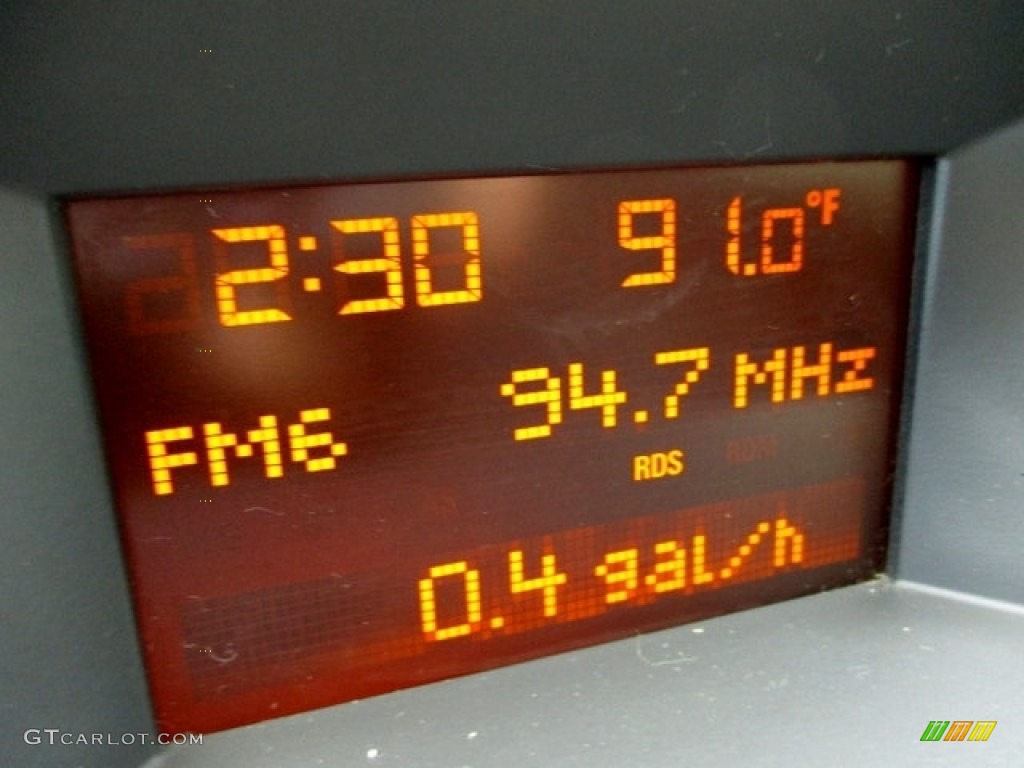 2:30 91.0°F
FM6 94.7 MHz
RDS
0.4 gal/h
GTCARLOT.COM